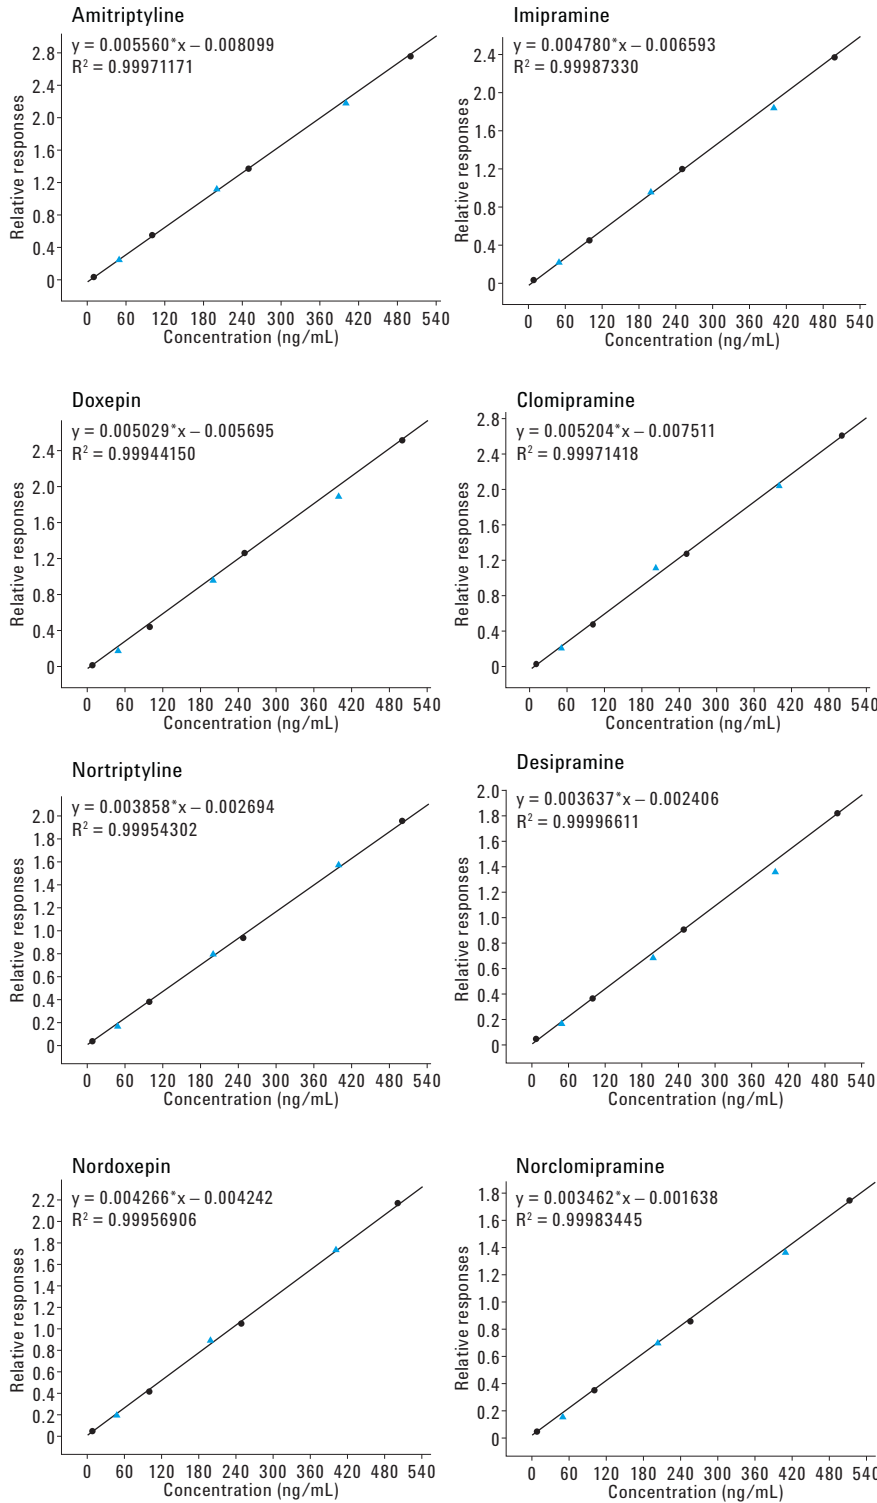 Amitriptyline
y = 0.005560*x – 0.008099
R² = 0.99971171
Relative responses
2.8
2.4
2.0
1.6
1.2
0.8
0.4
0
0 60 120 180 240 300 360 420 480 540
Concentration (ng/mL)
Imipramine
y = 0.004780*x – 0.006593
R² = 0.99987330
Relative responses
2.4
2.0
1.6
1.2
0.8
0.4
0
0 60 120 180 240 300 360 420 480 540
Concentration (ng/mL)
Doxepin
y = 0.005029*x – 0.005695
R² = 0.99944150
Relative responses
2.4
2.0
1.6
1.2
0.8
0.4
0
0 60 120 180 240 300 360 420 480 540
Concentration (ng/mL)
Clomipramine
y = 0.005204*x – 0.007511
R² = 0.99971418
Relative responses
2.8
2.4
2.0
1.6
1.2
0.8
0.4
0
0 60 120 180 240 300 360 420 480 540
Concentration (ng/mL)
Nortriptyline
y = 0.003858*x – 0.002694
R² = 0.99954302
Relative responses
2.0
1.8
1.6
1.4
1.2
1.0
0.8
0.6
0.4
0.2
0
0 60 120 180 240 300 360 420 480 540
Concentration (ng/mL)
Desipramine
y = 0.003637*x – 0.002406
R² = 0.99996611
Relative responses
2.0
1.8
1.6
1.4
1.2
1.0
0.8
0.6
0.4
0.2
0
0 60 120 180 240 300 360 420 480 540
Concentration (ng/mL)
Nordoxepin
y = 0.004266*x – 0.004242
R² = 0.99956906
Relative responses
2.2
2.0
1.8
1.6
1.4
1.2
1.0
0.8
0.6
0.4
0.2
0
0 60 120 180 240 300 360 420 480 540
Concentration (ng/mL)
Norclomipramine
y = 0.003462*x – 0.001638
R² = 0.99983445
Relative responses
1.8
1.6
1.4
1.2
1.0
0.8
0.6
0.4
0.2
0
0 60 120 180 240 300 360 420 480 540
Concentration (ng/mL)